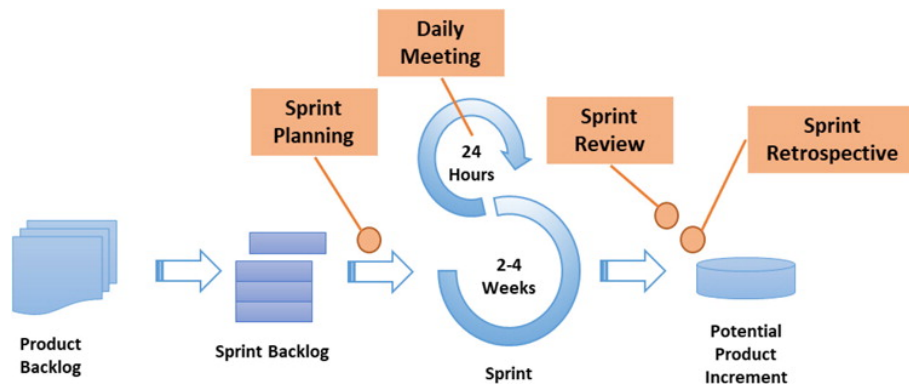 Daily
Meeting
Sprint
Planning
Sprint
Review
Sprint
Retrospective
24
Hours
2-4
Weeks
Product
Backlog
Sprint Backlog
Sprint
Potential
Product
Increment